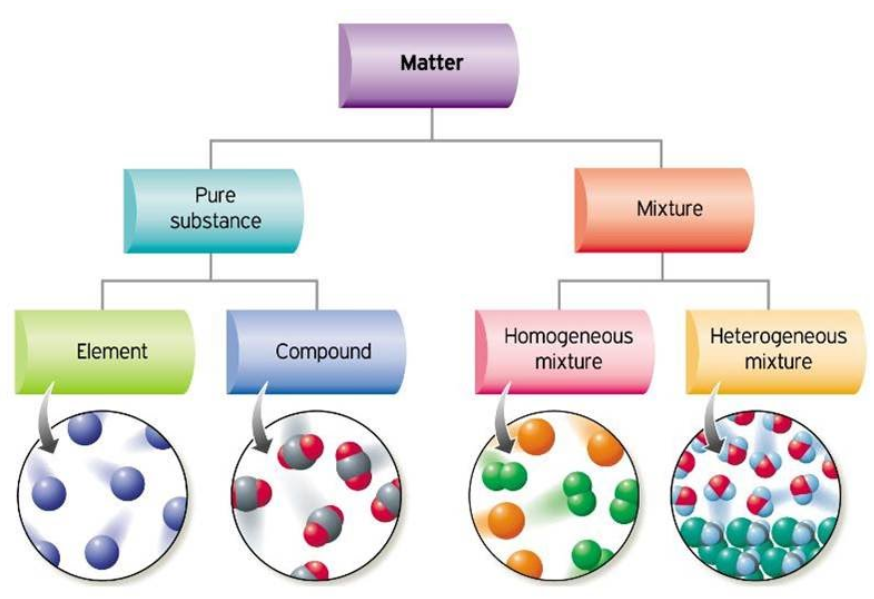 Matter
Pure
substance
Mixture
Element
Compound
Homogeneous
mixture
Heterogeneous
mixture